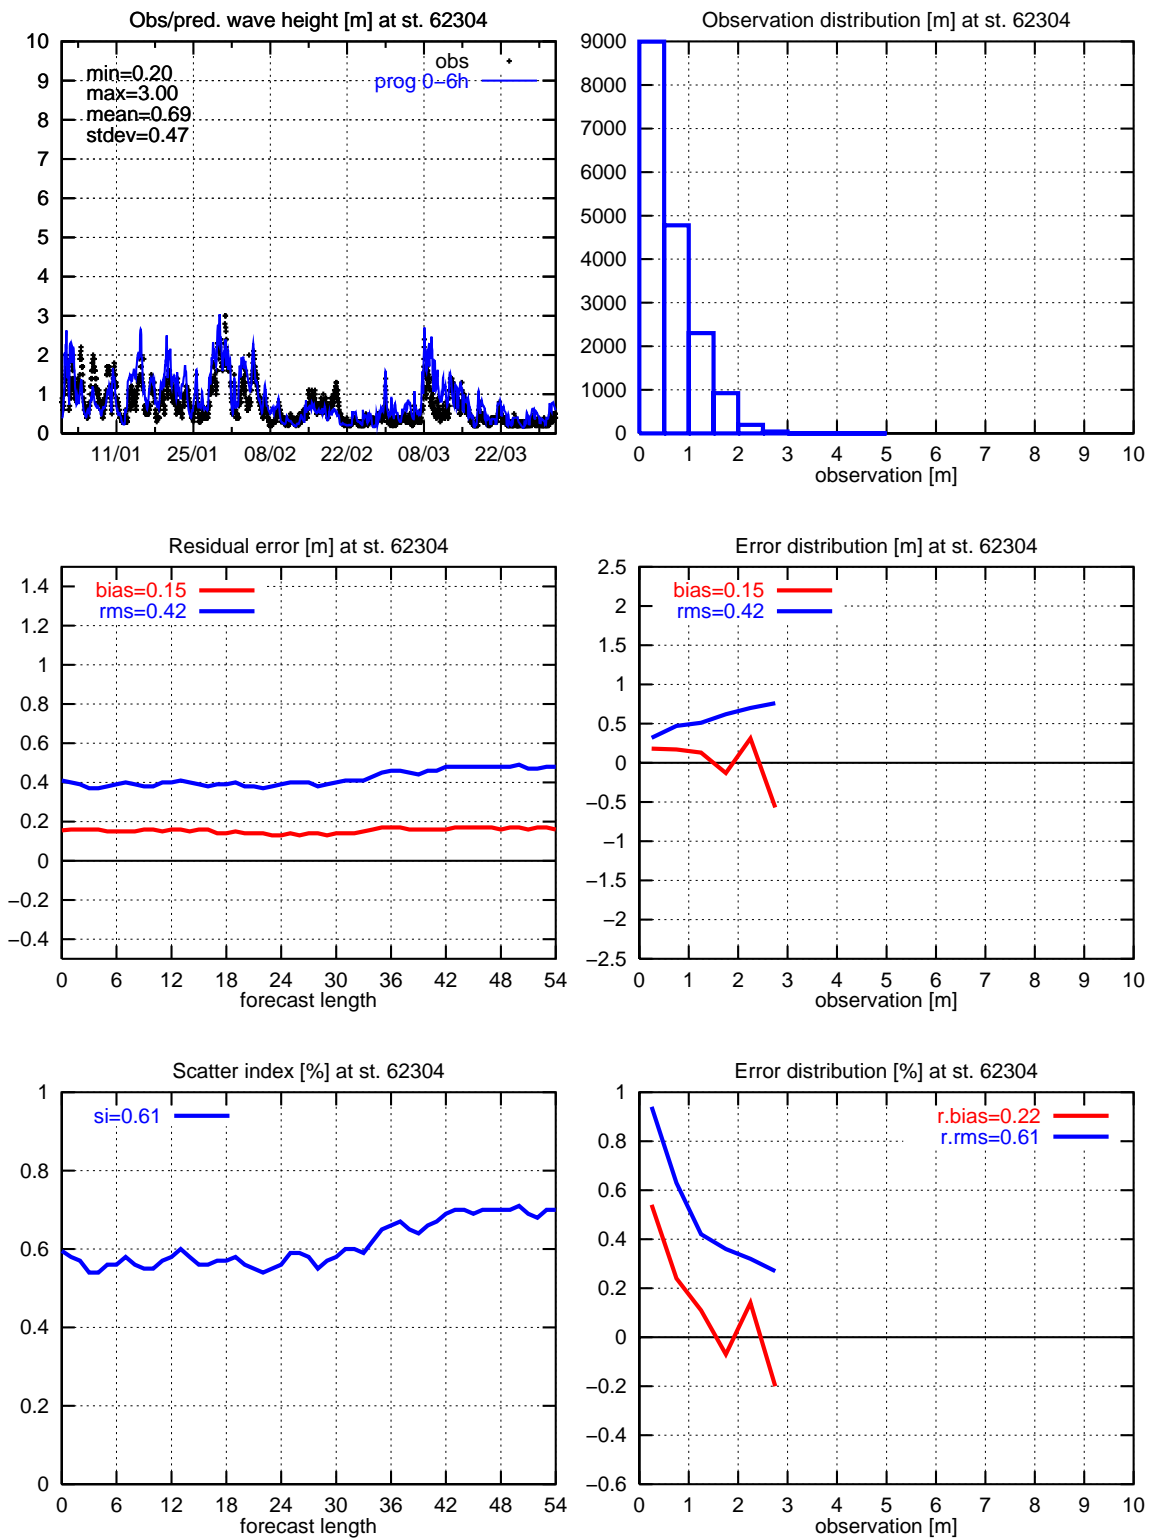 Obs/pred. wave height [m] at st. 62304
10
9
8
7
6
5
4
3
2
1
0
min=0.20
max=3.00
mean=0.69
stdev=0.47
obs
prog 0−6h
11/01 25/01 08/02 22/02 08/03 22/03
Observation distribution [m] at st. 62304
9000
8000
7000
6000
5000
4000
3000
2000
1000
0
0 1 2 3 4 5 6 7 8 9 10
observation [m]
Residual error [m] at st. 62304
1.4
1.2
1
0.8
0.6
0.4
0.2
0
−0.2
−0.4
bias=0.15
rms=0.42
0 6 12 18 24 30 36 42 48 54
forecast length
Error distribution [m] at st. 62304
2.5
2
1.5
1
0.5
0
−0.5
−1
−1.5
−2
−2.5
bias=0.15
rms=0.42
0 1 2 3 4 5 6 7 8 9 10
observation [m]
Scatter index [%] at st. 62304
1
0.8
0.6
0.4
0.2
0
si=0.61
0 6 12 18 24 30 36 42 48 54
forecast length
Error distribution [%] at st. 62304
1
0.8
0.6
0.4
0.2
0
−0.2
−0.4
−0.6
r.bias=0.22
r.rms=0.61
0 1 2 3 4 5 6 7 8 9 10
observation [m]